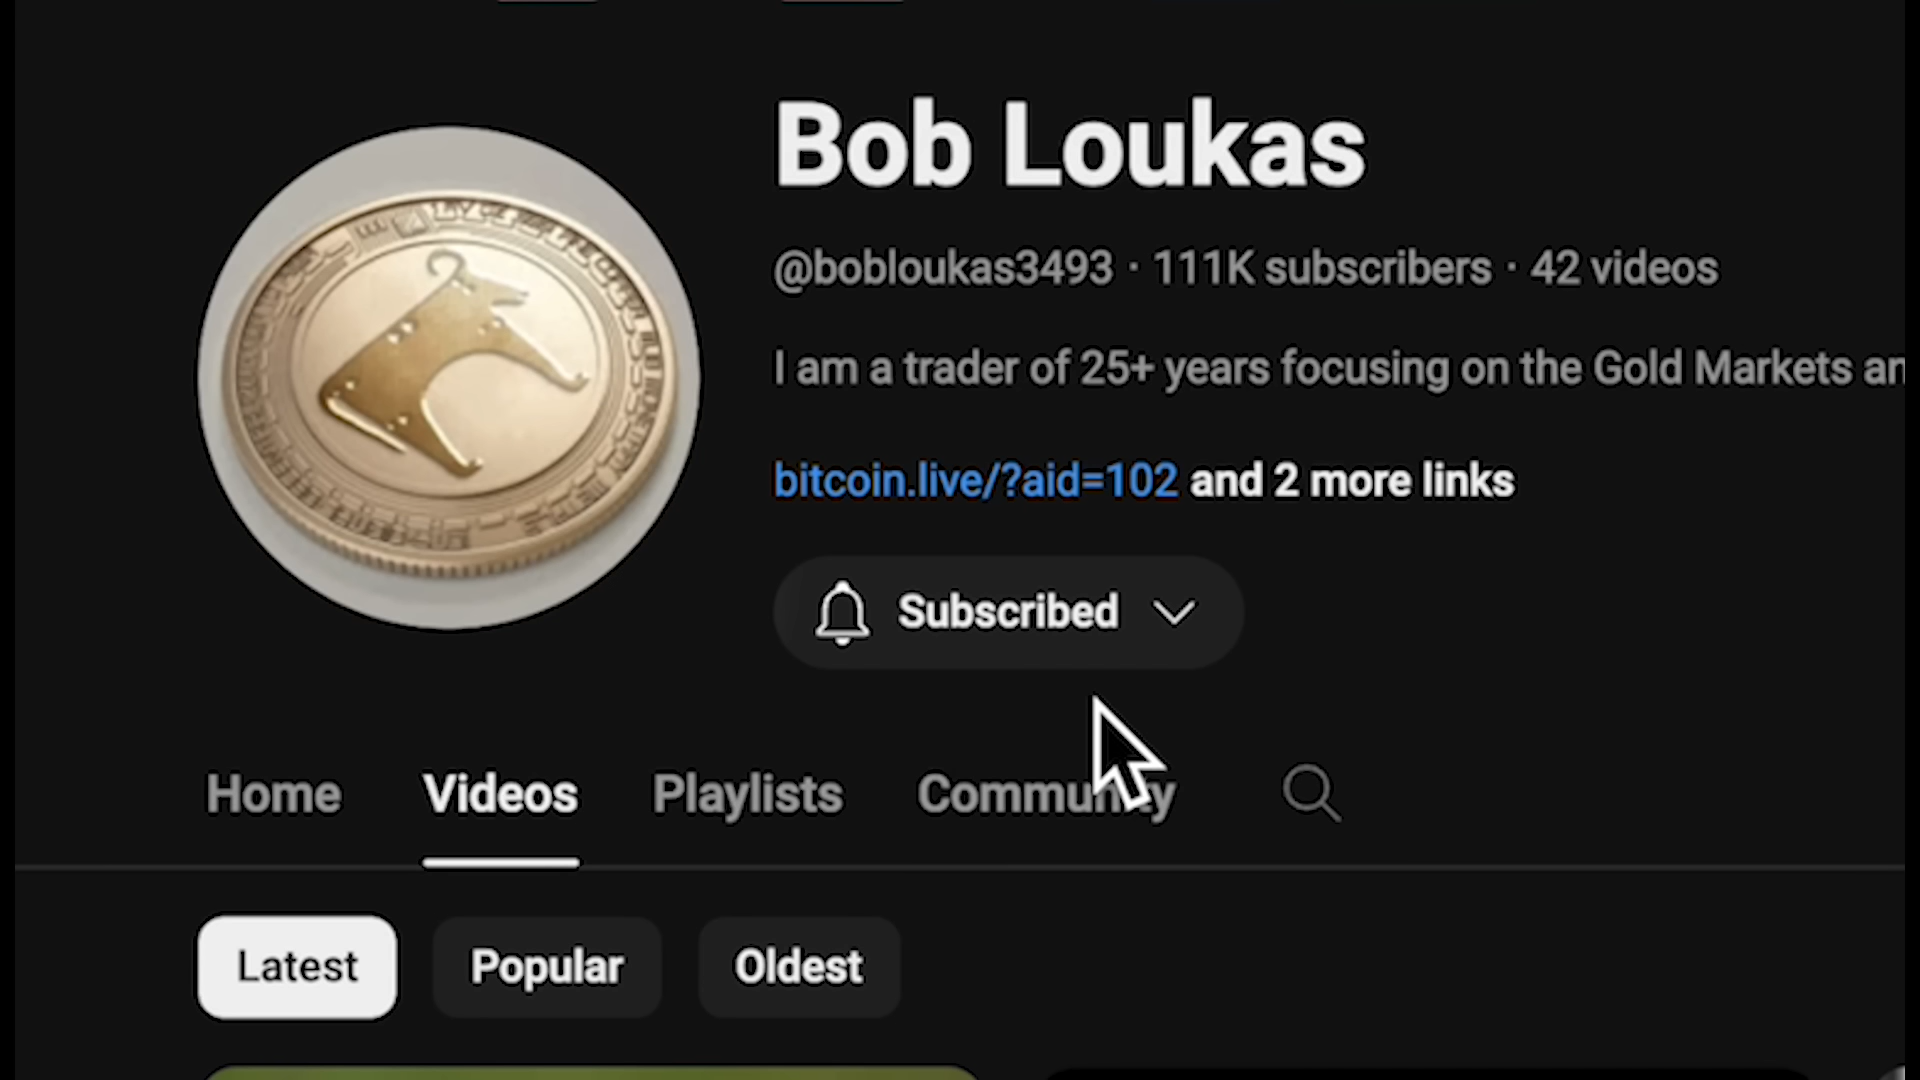 Bob Loukas
@bobloukas3493 · 111K subscribers · 42 videos
I am a trader of 25+ years focusing on the Gold Markets an
bitcoin.live/?aid=102 and 2 more links
Subscribed
Home Videos Playlists Community
Latest Popular Oldest